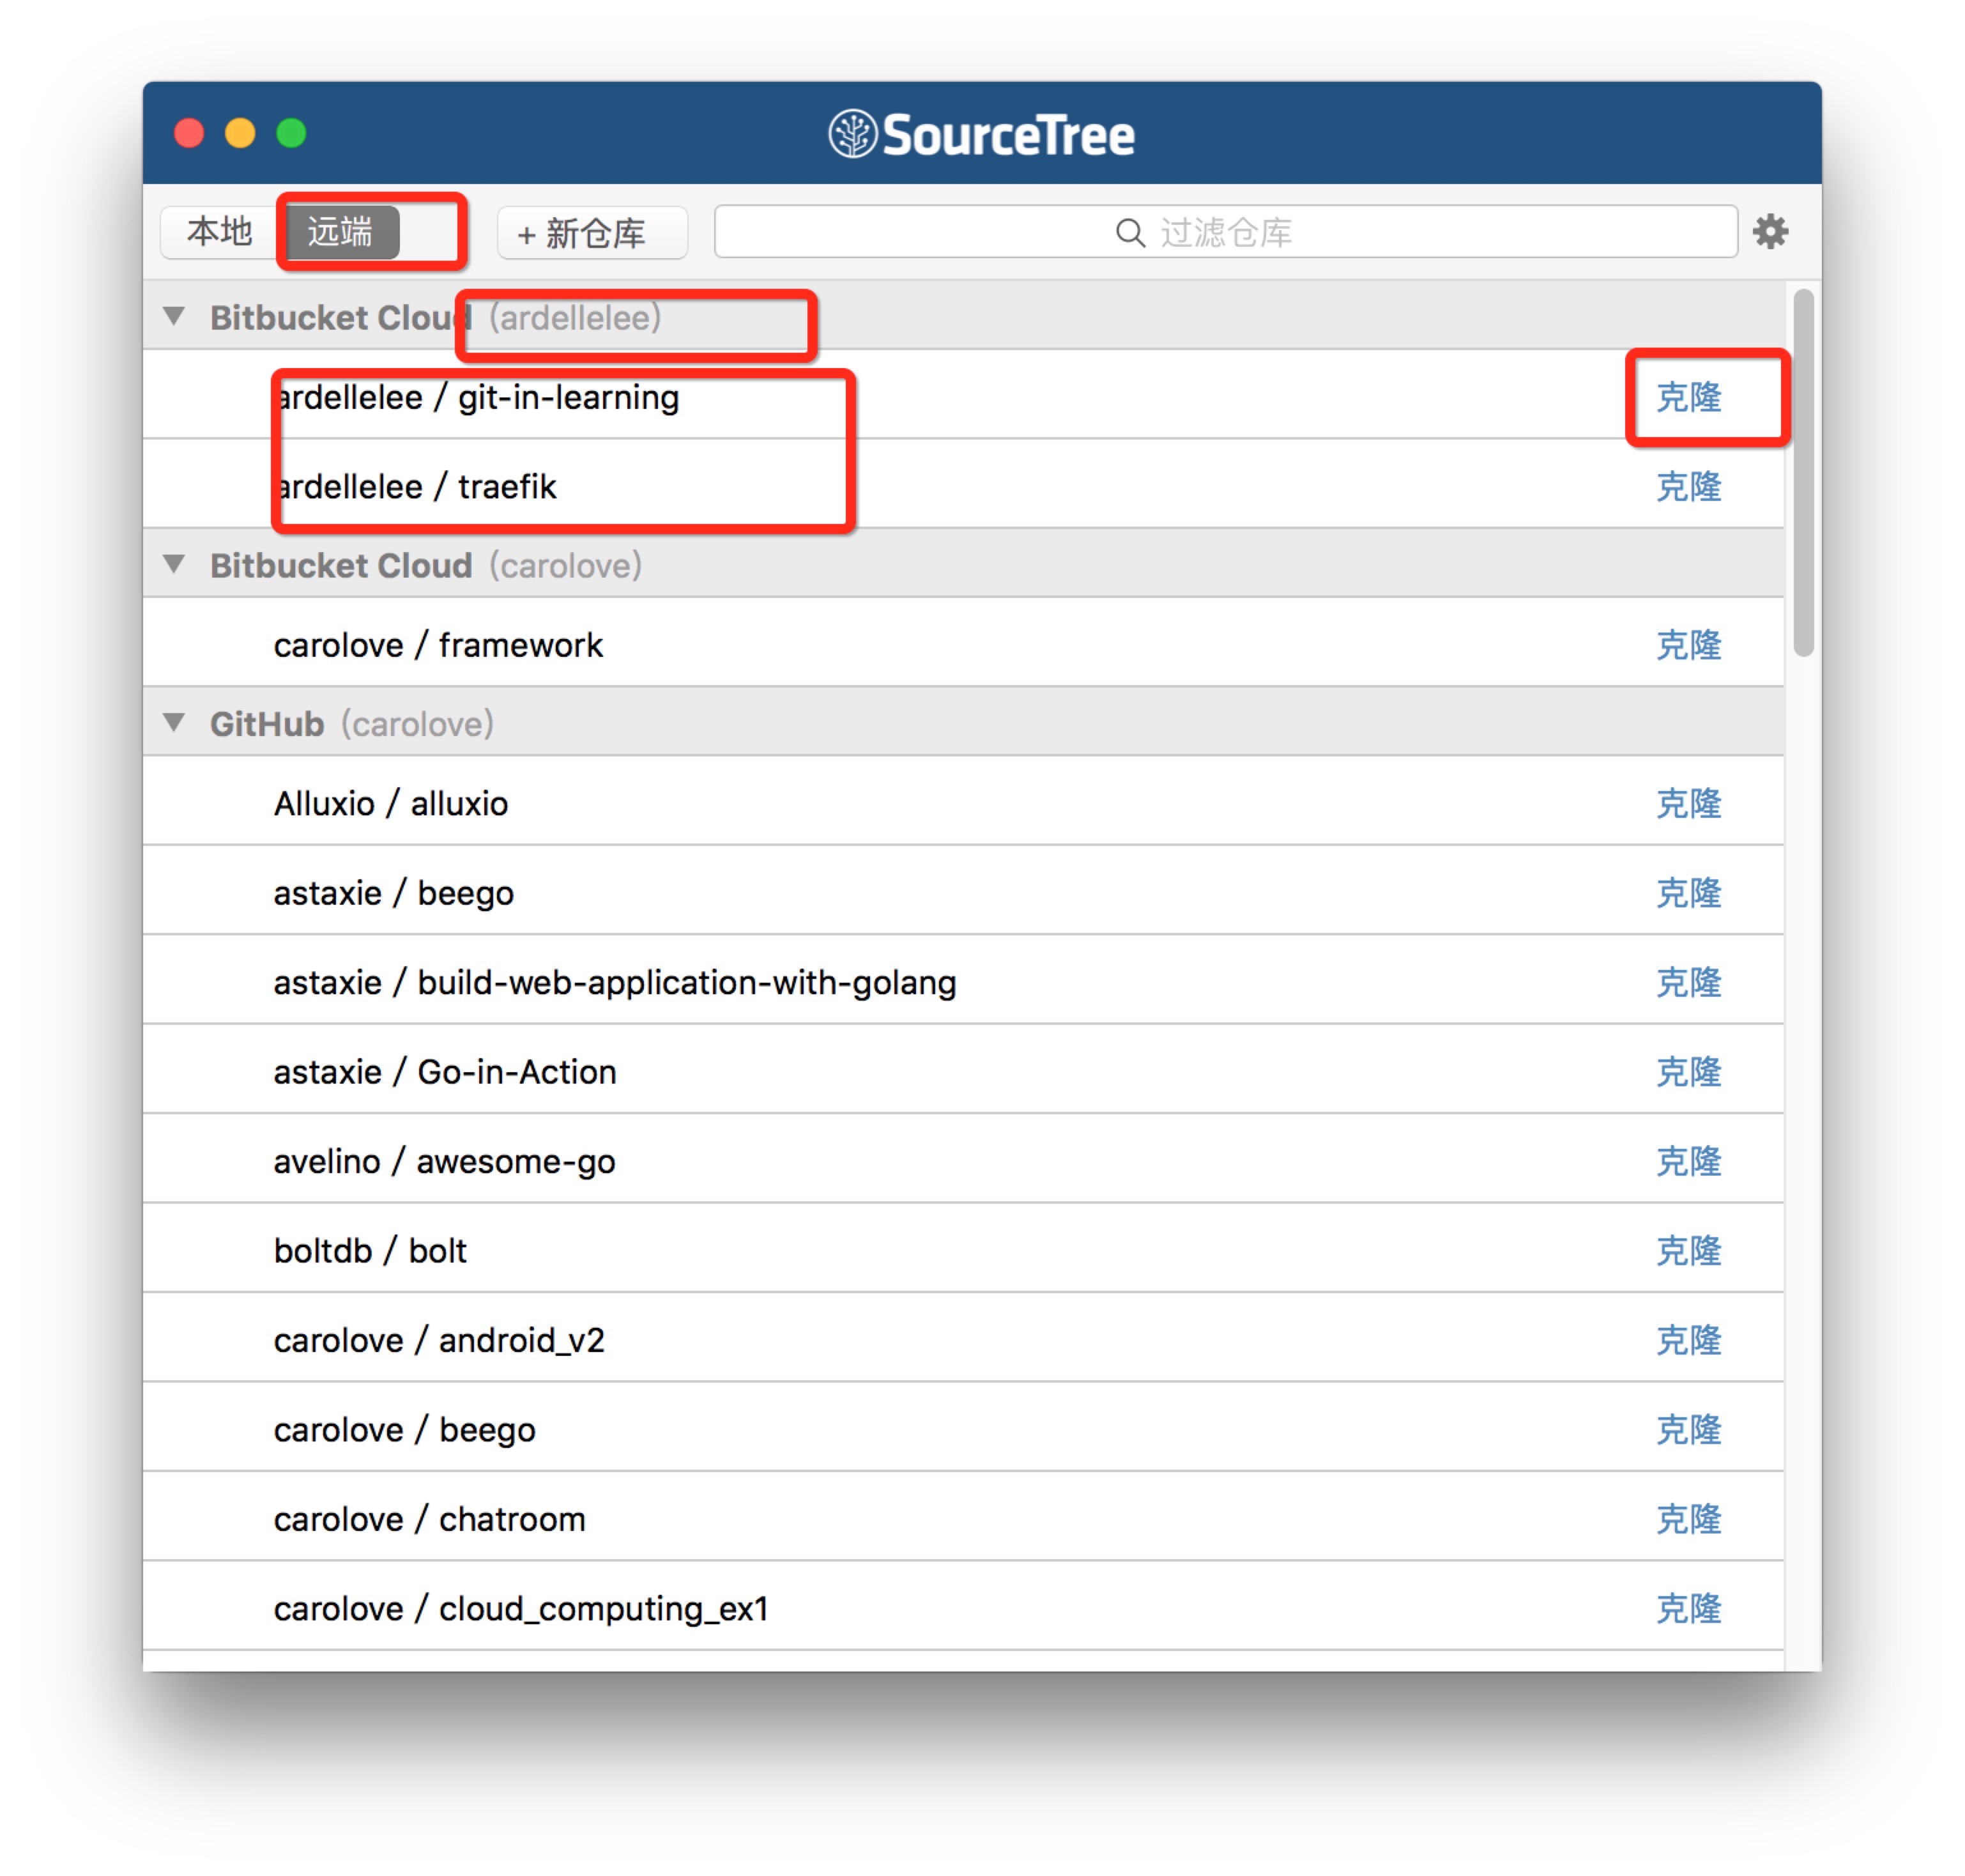 SourceTree
本地 远端 + 新仓库 过滤仓库
Bitbucket Cloud (ardellelee)
ardellelee / git-in-learning 克隆
ardellelee / traefik 克隆
Bitbucket Cloud (carolove)
carolove / framework 克隆
GitHub (carolove)
Alluxio / alluxio 克隆
astaxie / beego 克隆
astaxie / build-web-application-with-golang 克隆
astaxie / Go-in-Action 克隆
avelino / awesome-go 克隆
boltdb / bolt 克隆
carolove / android_v2 克隆
carolove / beego 克隆
carolove / chatroom 克隆
carolove / cloud_computing_ex1 克隆